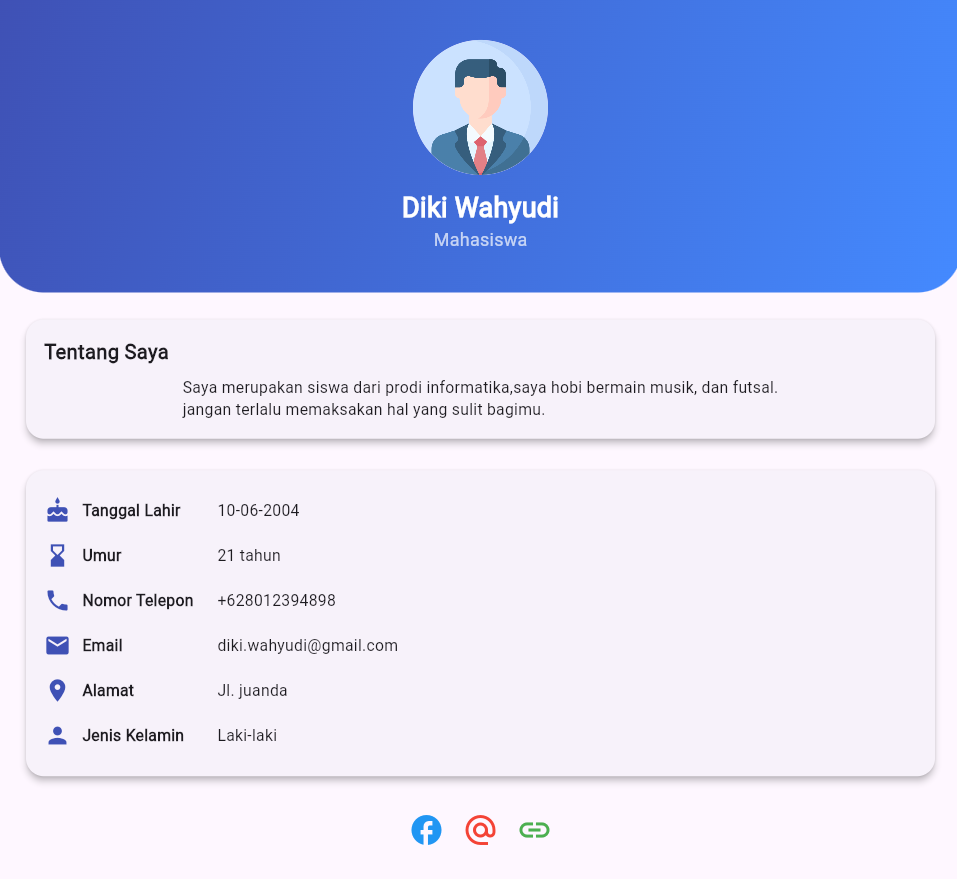 Diki Wahyudi
Mahasiswa
Tentang Saya
Saya merupakan siswa dari prodi informatika,saya hobi bermain musik, dan futsal.
jangan terlalu memaksakan hal yang sulit bagimu.
Tanggal Lahir 10-06-2004
Umur 21 tahun
Nomor Telepon +628012394898
Email diki.wahyudi@gmail.com
Alamat Jl. juanda
Jenis Kelamin Laki-laki